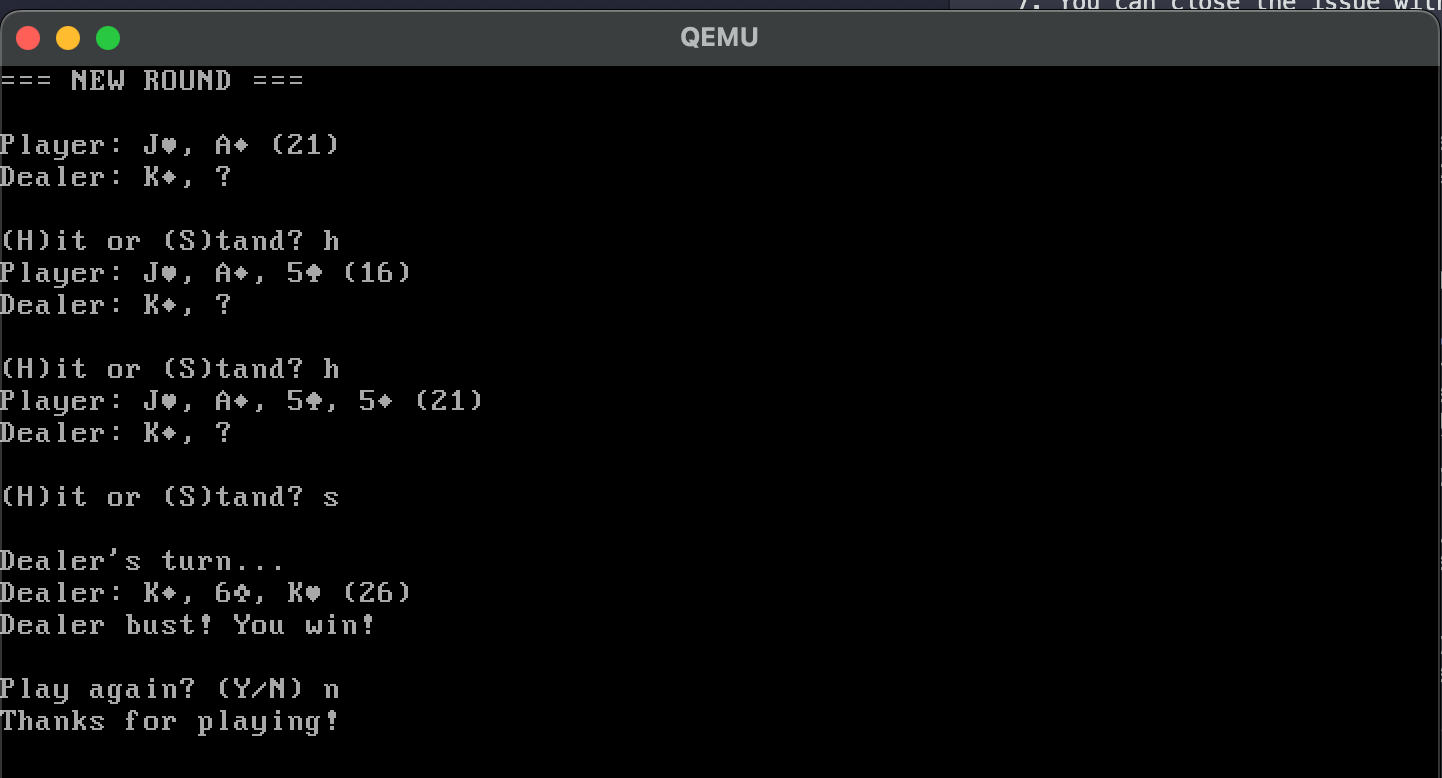 7. You can close the issue wit
QEMU
=== NEW ROUND ===
Player: J♥, A♦ (21)
Dealer: K♦, ?
(H)it or (S)tand? h
Player: J♥, A♦, 5♣ (16)
Dealer: K♦, ?
(H)it or (S)tand? h
Player: J♥, A♦, 5♣, 5♦ (21)
Dealer: K♦, ?
(H)it or (S)tand? s
Dealer's turn...
Dealer: K♦, 6♣, K♥ (26)
Dealer bust! You win!
Play again? (Y/N) n
Thanks for playing!